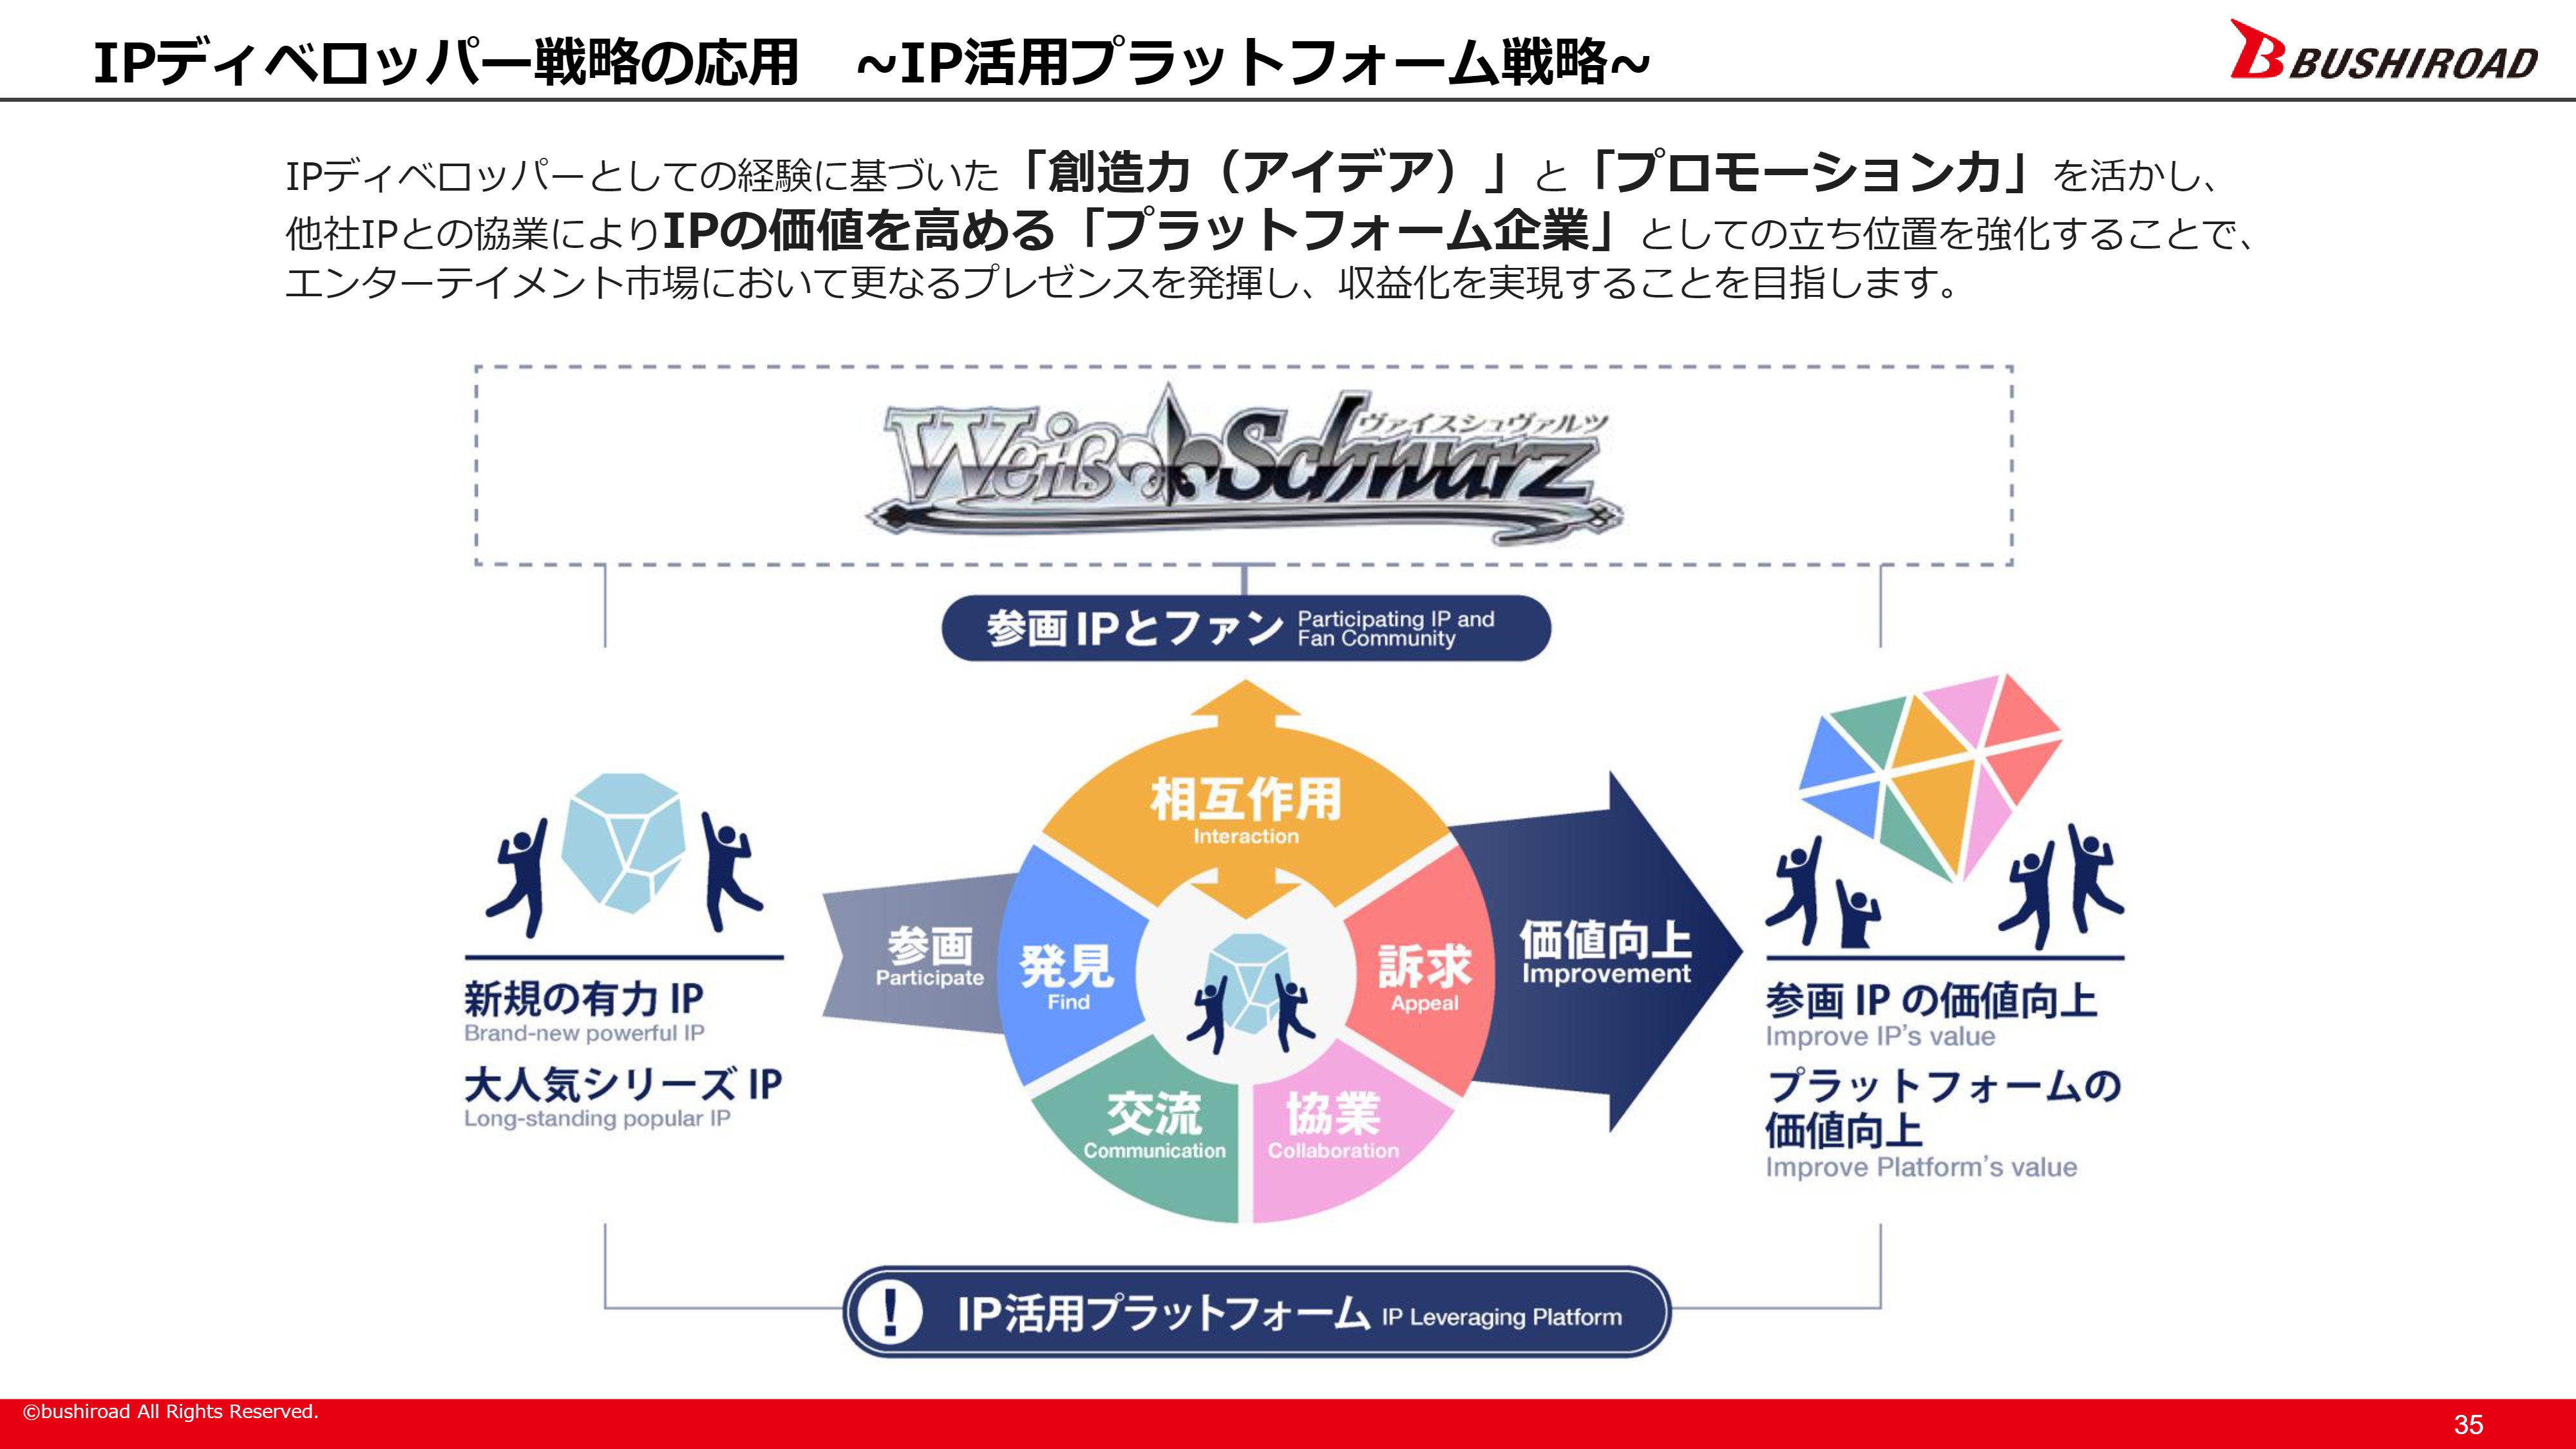 IPディベロッパー戦略の応用　~IP活用プラットフォーム戦略~
BUSHIROAD
IPディベロッパーとしての経験に基づいた「創造力（アイデア）」と「プロモーション力」を活かし、
他社IPとの協業によりIPの価値を高める「プラットフォーム企業」としての立ち位置を強化することで、
エンターテイメント市場において更なるプレゼンスを発揮し、収益化を実現することを目指します。
Weiß Schwarz
ヴァイスシュヴァルツ
参画IPとファン Participating IP and
Fan Community
相互作用
Interaction
参画
Participate
発見
Find
訴求
Appeal
価値向上
Improvement
交流
Communication
協業
Collaboration
新規の有力 IP
Brand-new powerful IP
大人気シリーズ IP
Long-standing popular IP
参画 IP の価値向上
Improve IP's value
プラットフォームの
価値向上
Improve Platform's value
! IP活用プラットフォーム IP Leveraging Platform
©bushiroad All Rights Reserved.
35